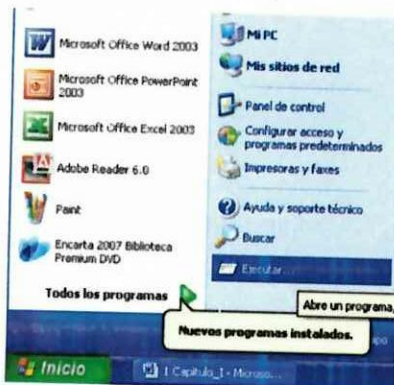 Microsoft Office Word 2003
Microsoft Office PowerPoint
2003
Microsoft Office Excel 2003
Adobe Reader 6.0
Paint
Encarta 2007 Biblioteca
Premium DVD
Todos los programas
Mi PC
Mis sitios de red
Panel de control
Configurar acceso y
programas predeterminados
Impresoras y faxes
Ayuda y soporte técnico
Buscar
Ejecutar...
Abre un programa,
Nuevos programas instalados.
Inicio
1 Capitulo_1 - Microso...